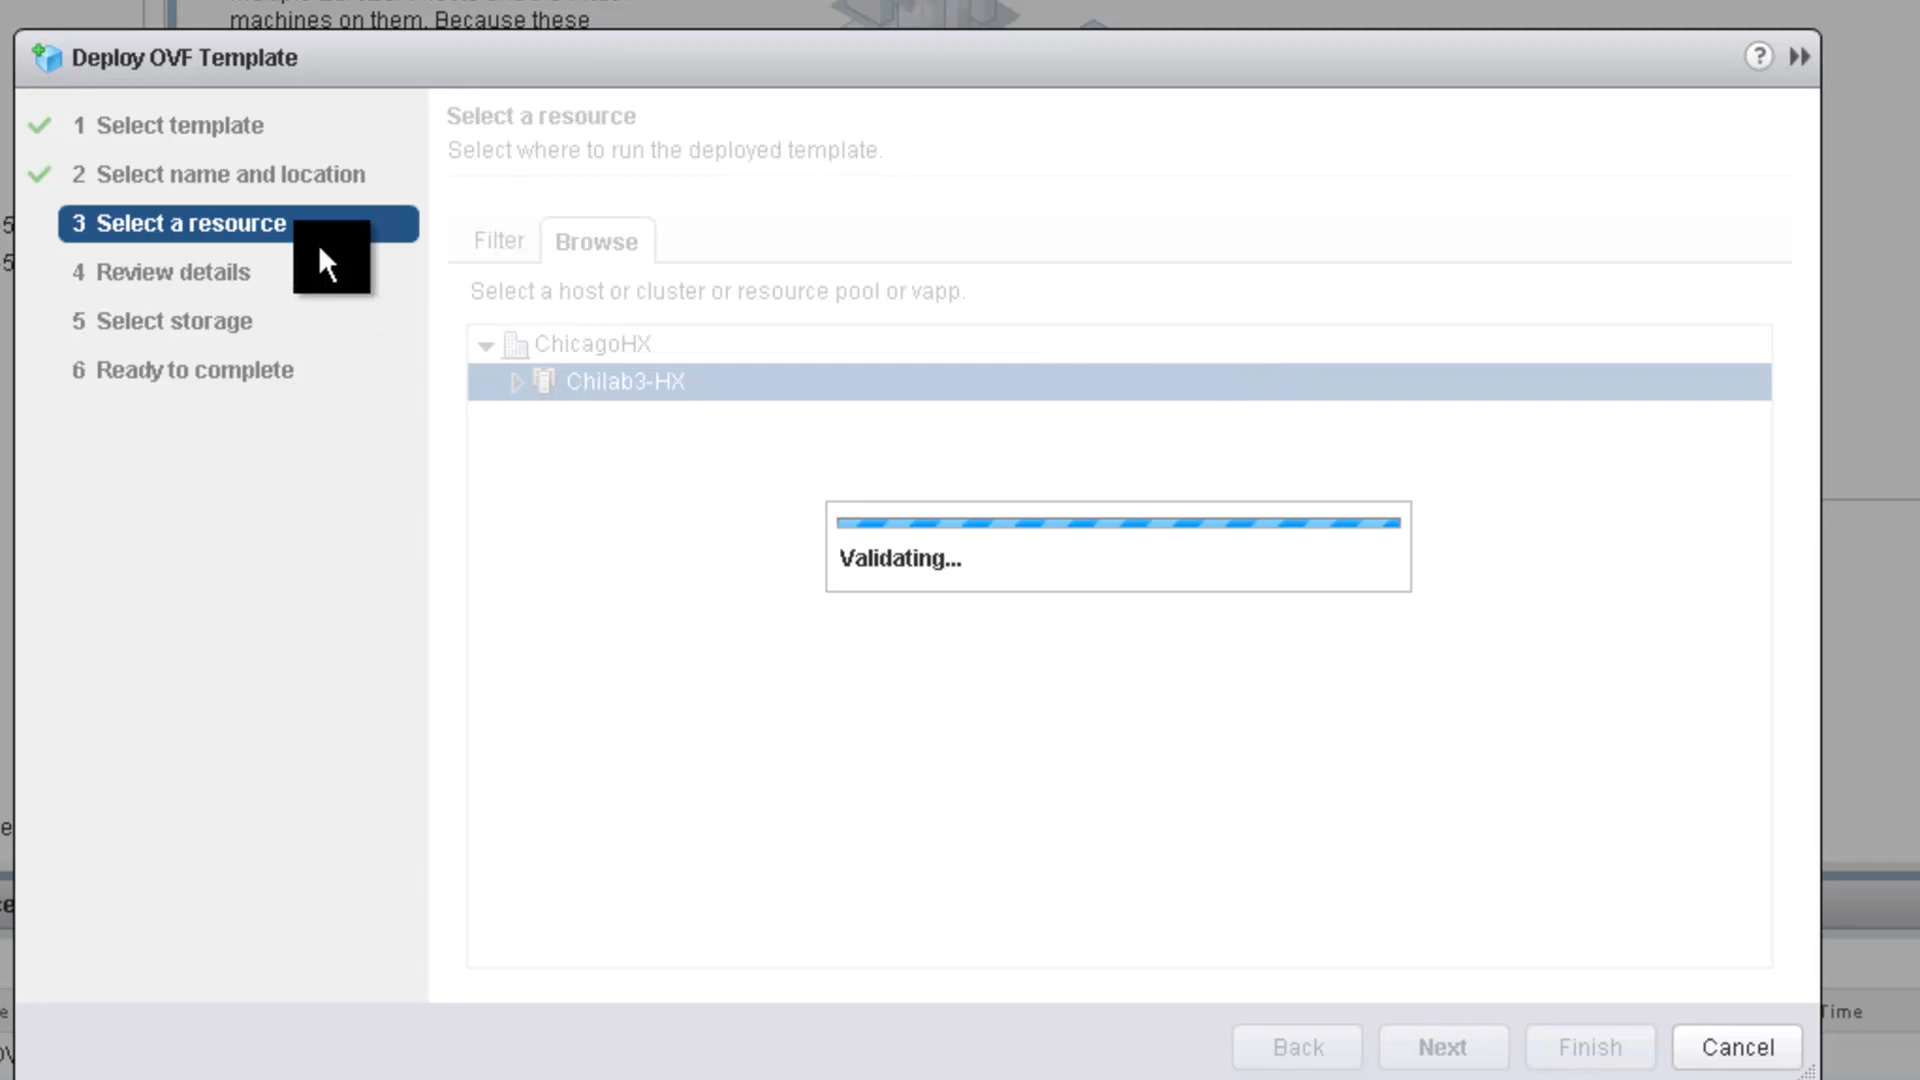 machines on them. Because these
Deploy OVF Template
?
1 Select template
2 Select name and location
3 Select a resource
4 Review details
5 Select storage
6 Ready to complete
Select a resource
Select where to run the deployed template.
Filter
Browse
Select a host or cluster or resource pool or vapp.
ChicagoHX
Chilab3-HX
Validating...
Back
Next
Finish
Cancel
Time